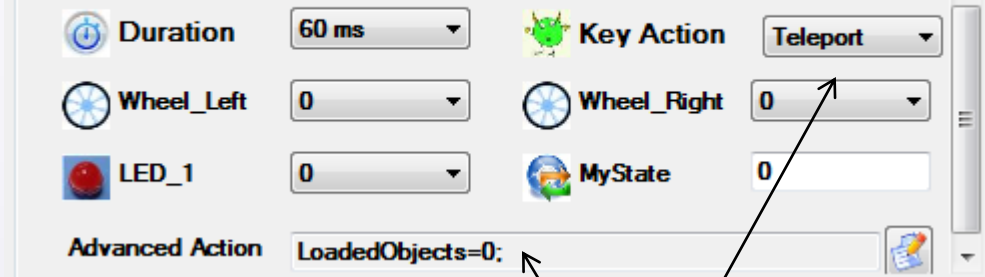 Duration 60 ms Key Action Teleport
Wheel_Left 0 Wheel_Right 0
LED_1 0 MyState 0
Advanced Action LoadedObjects=0;